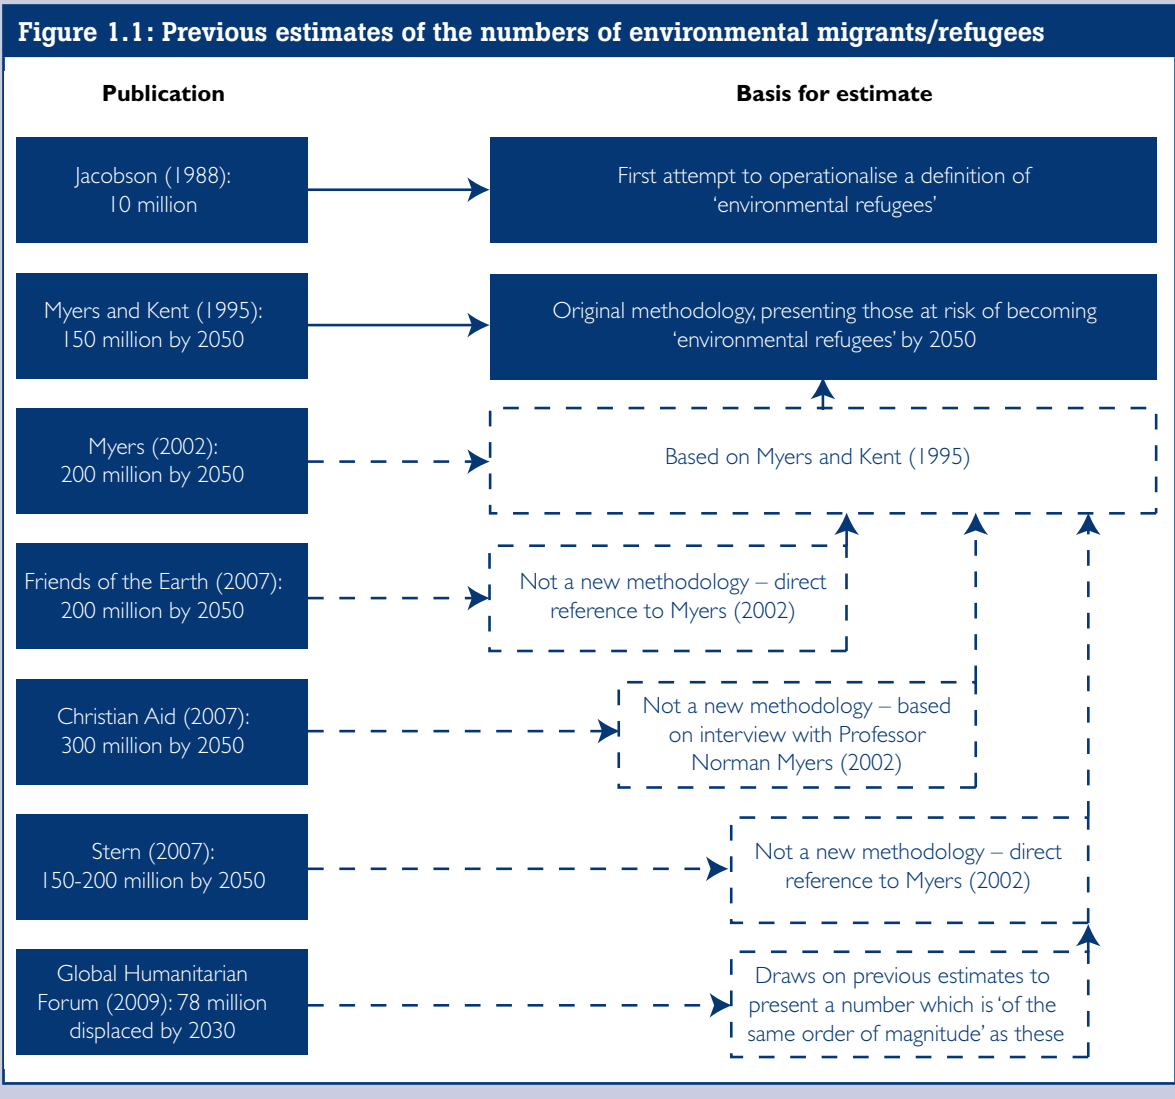 Figure 1.1: Previous estimates of the numbers of environmental migrants/refugees
Publication
Basis for estimate
Jacobson (1988):
10 million
First attempt to operationalise a definition of
‘environmental refugees’
Myers and Kent (1995):
150 million by 2050
Original methodology, presenting those at risk of becoming
‘environmental refugees’ by 2050
Myers (2002):
200 million by 2050
Based on Myers and Kent (1995)
Friends of the Earth (2007):
200 million by 2050
Not a new methodology – direct
reference to Myers (2002)
Christian Aid (2007):
300 million by 2050
Not a new methodology – based
on interview with Professor
Norman Myers (2002)
Stern (2007):
150-200 million by 2050
Not a new methodology – direct
reference to Myers (2002)
Global Humanitarian
Forum (2009): 78 million
displaced by 2030
Draws on previous estimates to
present a number which is ‘of the
same order of magnitude’ as these